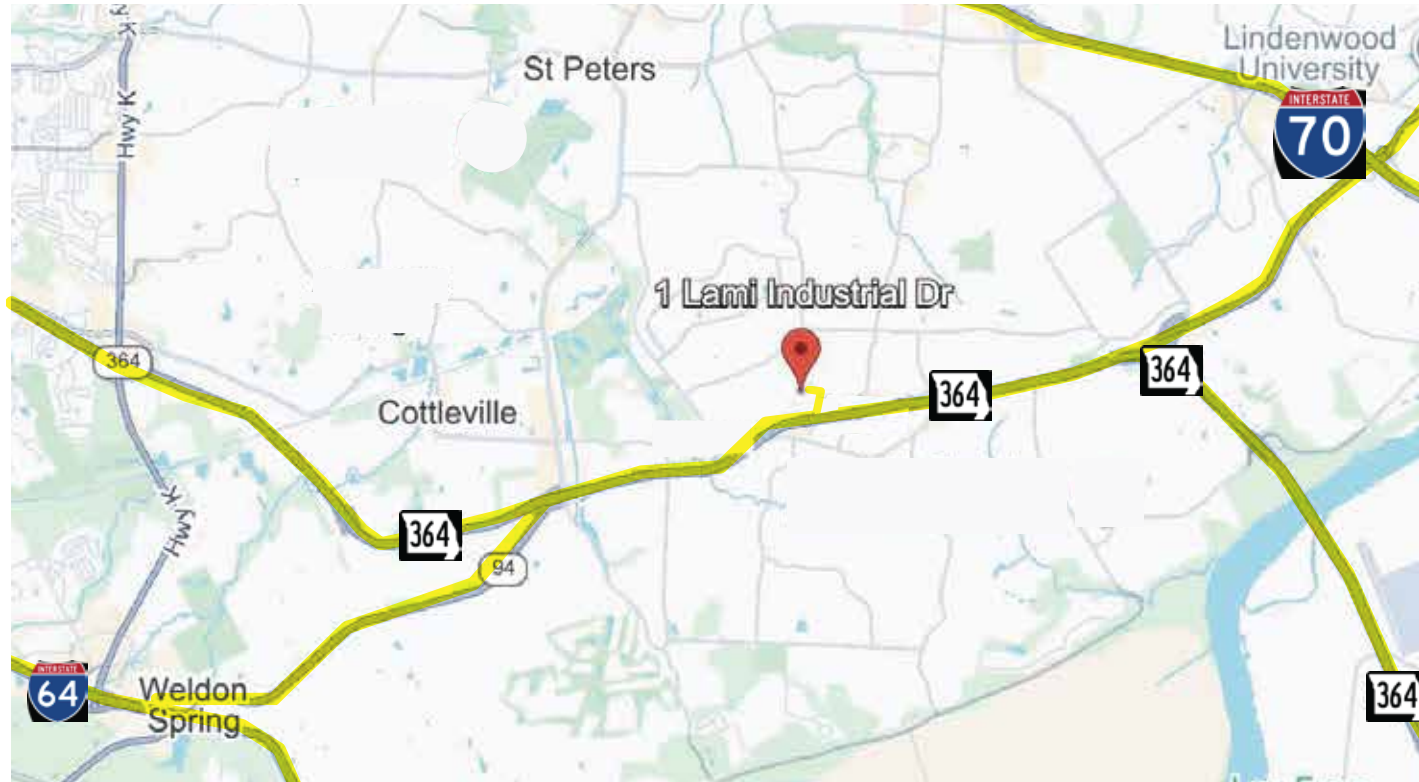 Hwy K
St Peters
Lindenwood
University
INTERSTATE
70
1 Lami Industrial Dr
364
364
364
Cottleville
Hwy K
364
94
INTERSTATE
64
Weldon
Spring
364